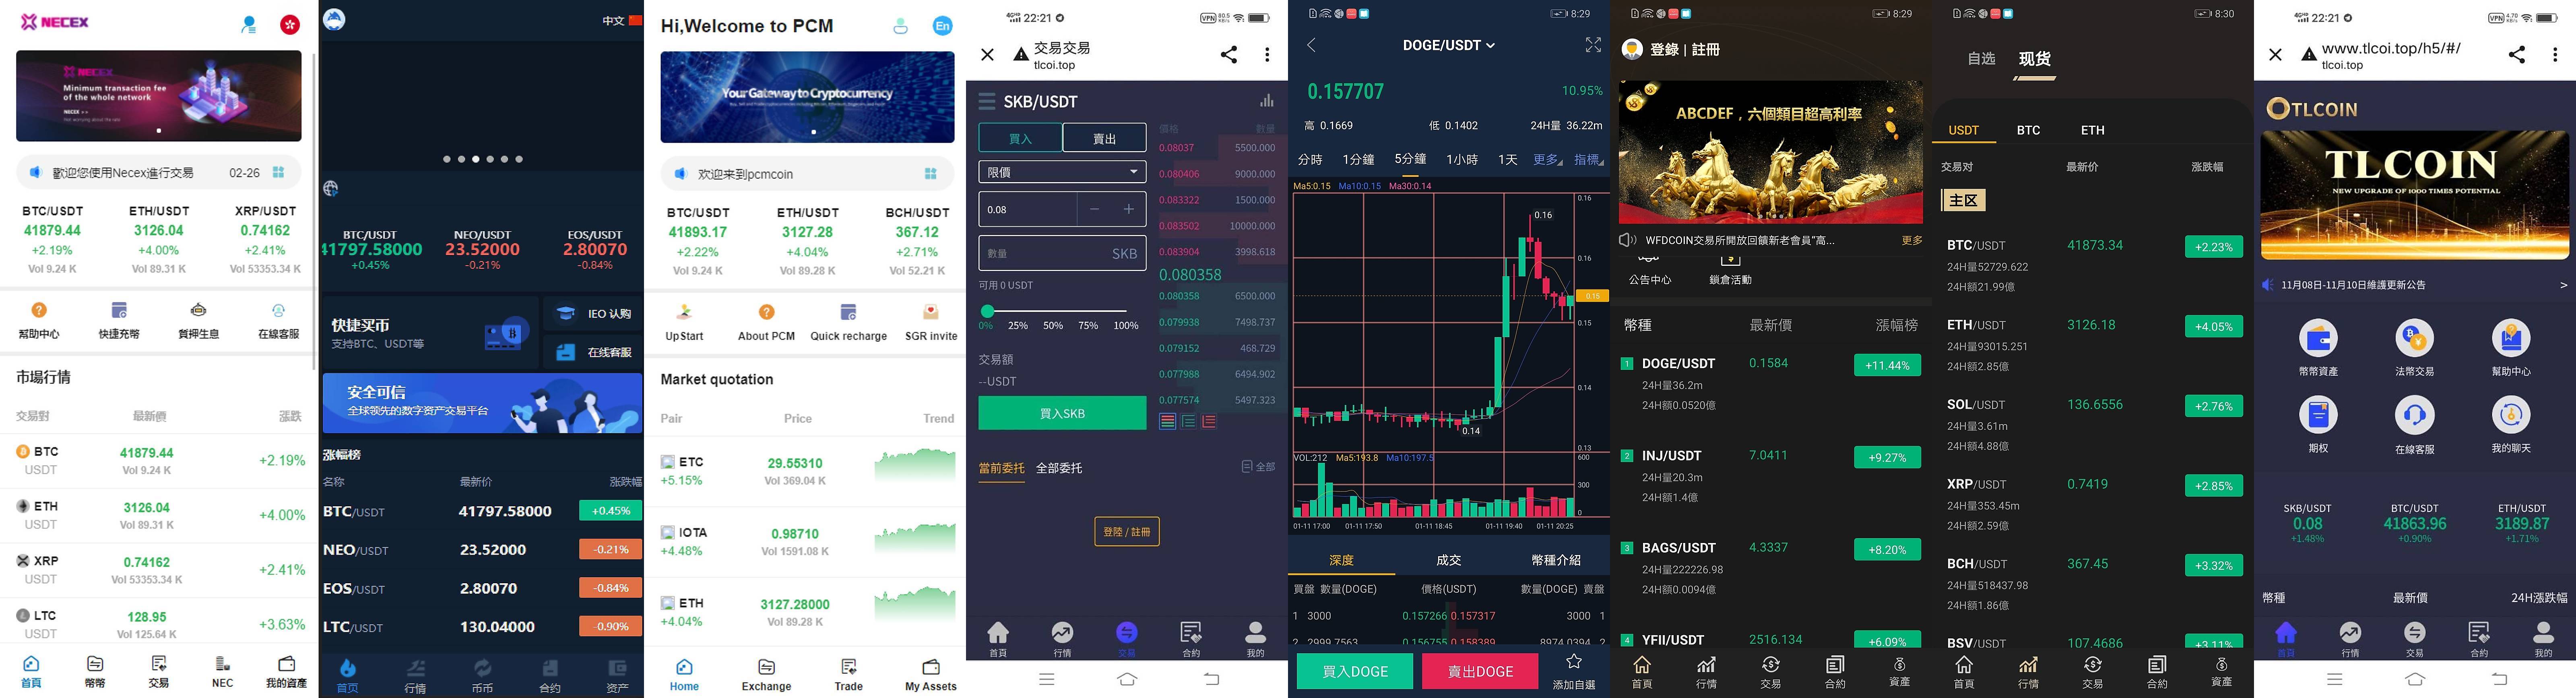 NECEX
NECEX
Minimum transaction fee
of the whole network
NECEX >>
歡迎您使用Necex進行交易 02-26
BTC/USDT ETH/USDT XRP/USDT
41879.44 3126.04 0.74162
+2.19% +4.00% +2.41%
Vol 9.24 K Vol 89.31 K Vol 53353.34 K
幫助中心 快捷充幣 質押生息 在線客服
市場行情
交易對 最新價 漲跌
BTC 41879.44 +2.19%
USDT Vol 9.24 K
ETH 3126.04 +4.00%
USDT Vol 89.31 K
XRP 0.74162 +2.41%
USDT Vol 53353.34 K
LTC 128.95 +3.63%
USDT Vol 125.64 K
首頁 幣幣 交易 NEC 我的資產
中文
BTC/USDT NEO/USDT EOS/USDT
41797.58000 23.52000 2.80070
+0.45% -0.21% -0.84%
快捷买币
支持BTC、USDT等
IEO 认购
在线客服
安全可信
全球领先的数字资产交易平台
涨幅榜
名称 最新价 涨跌幅
BTC/USDT 41797.58000 +0.45%
NEO/USDT 23.52000 -0.21%
EOS/USDT 2.80070 -0.84%
LTC/USDT 130.04000 -0.90%
首页 行情 币币 合约 资产
Hi,Welcome to PCM En
Your Gateway to Cryptocurrency
欢迎来到pcmcoin
BTC/USDT ETH/USDT BCH/USDT
41893.17 3127.28 367.12
+2.22% +4.04% +2.71%
Vol 9.24 K Vol 89.28 K Vol 52.21 K
UpStart About PCM Quick recharge SGR invite
Market quotation
Pair Price Trend
ETC 29.55310
+5.15% Vol 369.04 K
IOTA 0.98710
+4.48% Vol 1591.08 K
ETH 3127.28000
+4.04% Vol 89.28 K
Home Exchange Trade My Assets
22:21 VPN 80.5 KB/s
交易交易
tlcoi.top
SKB/USDT
買入 賣出
限價
0.08 − +
數量 SKB
可用 0 USDT
0% 25% 50% 75% 100%
交易額
--USDT
買入SKB
價格 數量
0.08037 5500.000
0.080406 9000.000
0.083322 1500.000
0.083502 10000.000
0.083904 3998.618
0.080358
0.080358 6500.000
0.079938 7498.737
0.079152 468.729
0.077988 6494.902
0.077574 5497.323
當前委托 全部委托 全部
登陸 / 註冊
首頁 行情 交易 合約 我的
8:29
DOGE/USDT
0.157707 10.95%
高 0.1669 低 0.1402 24H量 36.22m
分時 1分鐘 5分鐘 1小時 1天 更多 指標
Ma5:0.15 Ma10:0.15 Ma30:0.14
0.16
0.16
0.16
0.15
0.15
0.14
0.14
0.13
VOL:212 Ma5:193.8 Ma10:197.5
600
300
0
01-11 17:00 01-11 17:50 01-11 18:45 01-11 19:40 01-11 20:25
深度 成交 幣種介紹
買盤 數量(DOGE) 價格(USDT) 數量(DOGE) 賣盤
1 3000 0.157266 0.157317 3000 1
2 2999.7563 0.156755 0.158389 8974.0394 2
買入DOGE 賣出DOGE 添加自選
8:29
登錄 | 註冊
ABCDEF，六個類目超高利率
WFDCOIN交易所開放回饋新老會員“高... 更多
公告中心 鎖倉活動
幣種 最新價 漲幅榜
1 DOGE/USDT 0.1584 +11.44%
24H量36.2m
24H額0.0520億
2 INJ/USDT 7.0411 +9.27%
24H量20.3m
24H額1.4億
3 BAGS/USDT 4.3337 +8.20%
24H量222226.98
24H額0.0094億
4 YFII/USDT 2516.134 +6.09%
首頁 行情 交易 合約 資產
8:30
自选 现货
USDT BTC ETH
交易对 最新价 涨跌幅
主区
BTC/USDT 41873.34 +2.23%
24H量52729.622
24H額21.99億
ETH/USDT 3126.18 +4.05%
24H量93015.251
24H額2.85億
SOL/USDT 136.6556 +2.76%
24H量3.61m
24H額4.88億
XRP/USDT 0.7419 +2.85%
24H量353.45m
24H額2.59億
BCH/USDT 367.45 +3.32%
24H量518437.98
24H額1.86億
BSV/USDT 107.4686 +3.11%
首頁 行情 交易 合約 資產
22:21 VPN 4.70 KB/s
www.tlcoi.top/h5/#/
tlcoi.top
TLCOIN
TLCOIN
NEW UPGRADE OF 1000 TIMES POTENTIAL
11月08日-11月10日維護更新公告 >
幣幣資產 法幣交易 幫助中心
期权 在線客服 我的聊天
SKB/USDT BTC/USDT ETH/USDT
0.08 41863.96 3189.87
+1.48% +0.90% +1.71%
幣種 最新價 24H漲跌幅
首頁 行情 交易 合約 我的